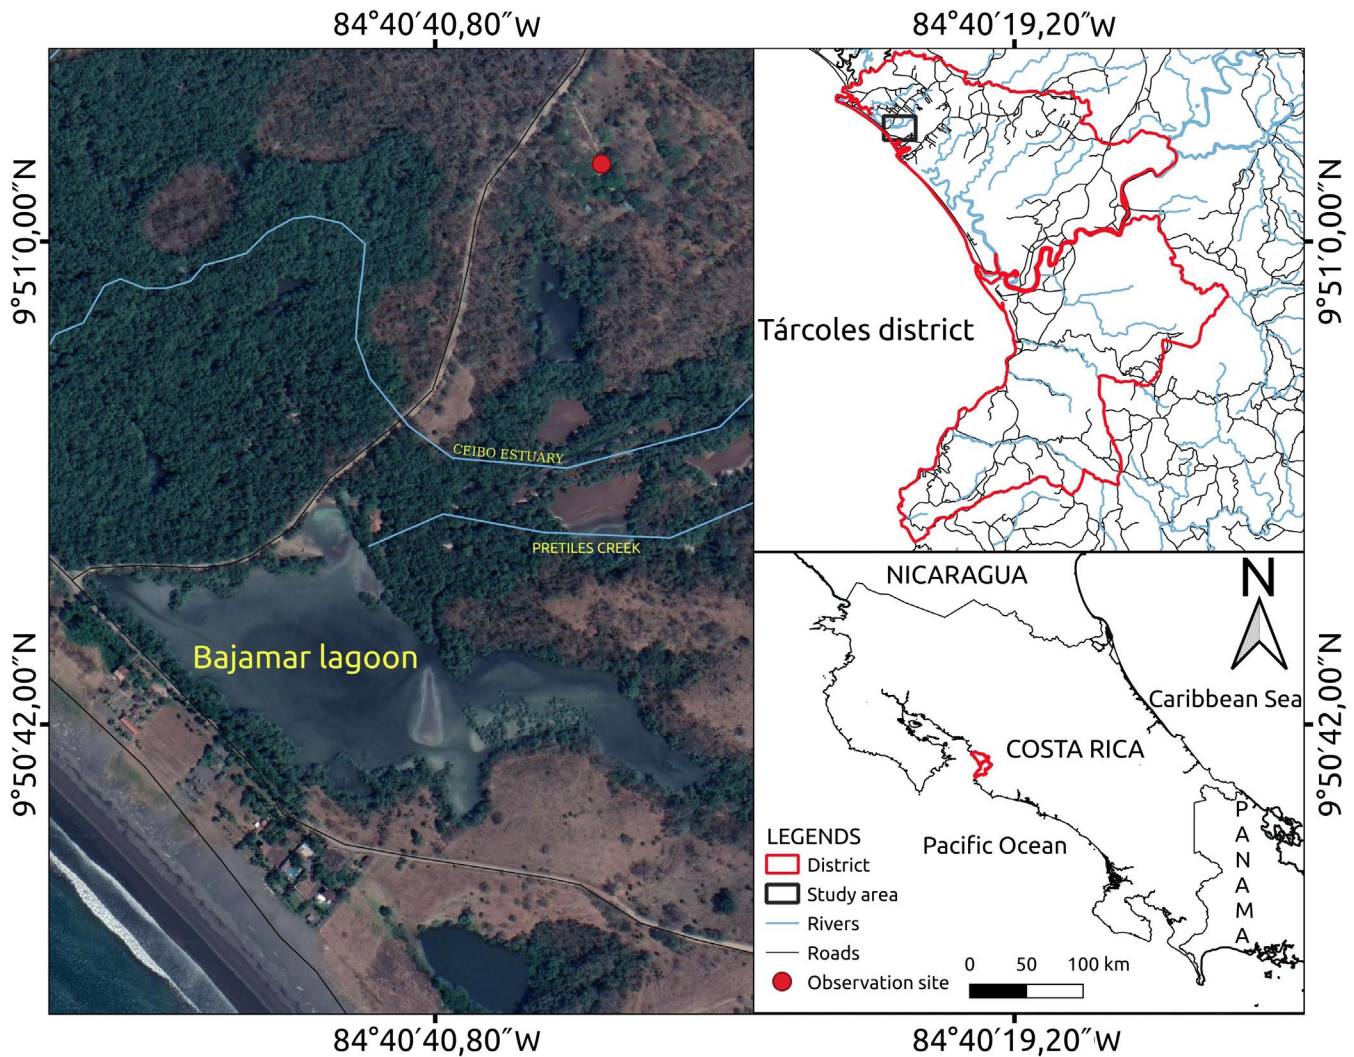 84°40′40,80″W
84°40′19,20″W
9°51′0,00″N
9°51′0,00″N
CEIBO ESTUARY
PRETILES CREEK
Bajamar lagoon
Tárcoles district
NICARAGUA
N
Caribbean Sea
COSTA RICA
Pacific Ocean
PANAMA
9°50′42,00″N
9°50′42,00″N
LEGENDS
District
Study area
Rivers
Roads
Observation site
0 50 100 km
84°40′40,80″W
84°40′19,20″W